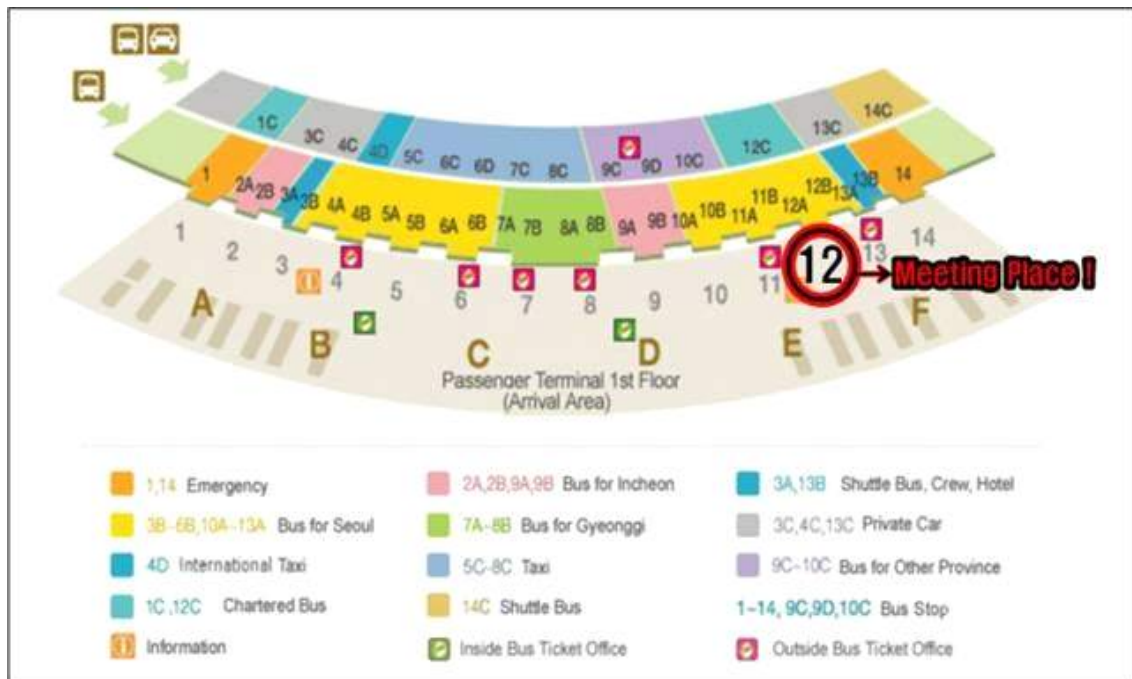 1C 3C 4C 4D 5C 6C 6D 7C 8C 9C 9D 10C 12C 13C 14C
1 2A 2B 3A 3B 4A 4B 5A 5B 6A 6B 7A 7B 8A 8B 9A 9B 10A 10B 11A 11B 12A 12B 13A 13B 14
1 2 3 4 5 6 7 8 9 10 11 12 13 14
Meeting Place !
A B C D E F
Passenger Terminal 1st Floor
(Arrival Area)
1,14 Emergency
2A,2B,9A,9B Bus for Incheon
3A,13B Shuttle Bus, Crew, Hotel
3B~6B,10A~13A Bus for Seoul
7A~8B Bus for Gyeonggi
3C,4C,13C Private Car
4D International Taxi
5C-8C Taxi
9C~10C Bus for Other Province
1C ,12C Chartered Bus
14C Shuttle Bus
1~14, 9C,9D,10C Bus Stop
Information
Inside Bus Ticket Office
Outside Bus Ticket Office